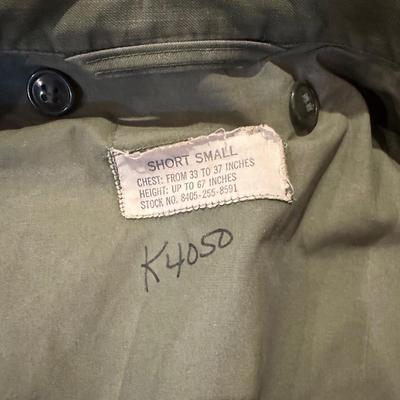 SHORT SMALL
CHEST: FROM 33 TO 37 INCHES
HEIGHT: UP TO 67 INCHES
STOCK NO. 8405-255-8591
K4050